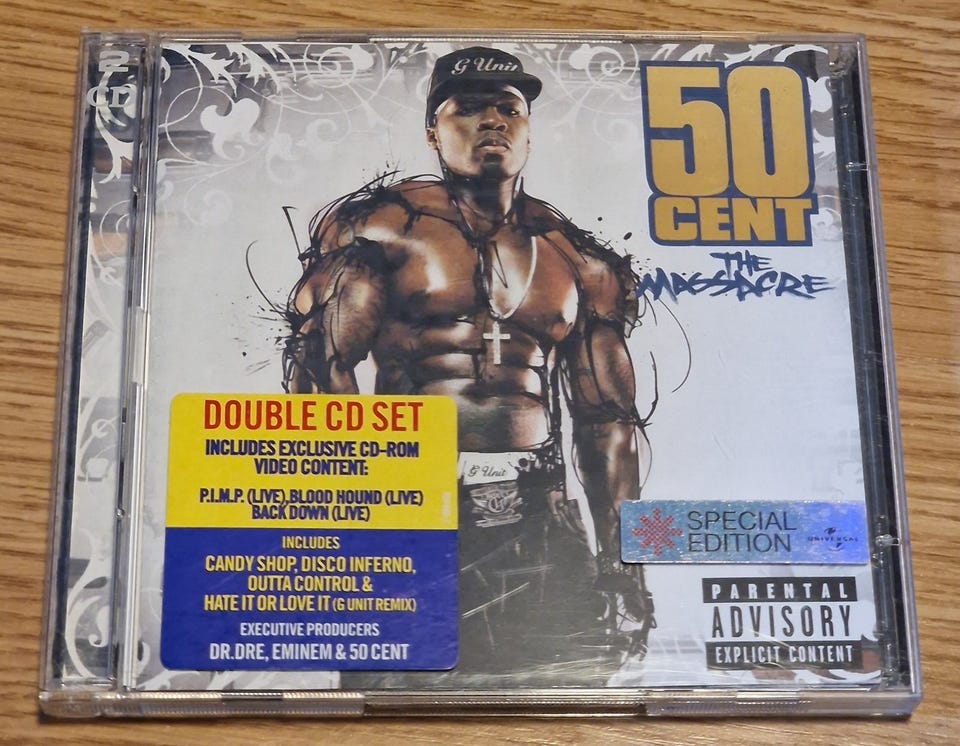 2
CD
G Unit
50
CENT
THE
MASSACRE
DOUBLE CD SET
INCLUDES EXCLUSIVE CD-ROM
VIDEO CONTENT:
P.I.M.P. (LIVE), BLOOD HOUND (LIVE)
BACK DOWN (LIVE)
INCLUDES
CANDY SHOP, DISCO INFERNO,
OUTTA CONTROL &
HATE IT OR LOVE IT (G UNIT REMIX)
EXECUTIVE PRODUCERS
DR.DRE, EMINEM & 50 CENT
G Unit
SPECIAL
EDITION
UNIVERSAL
PARENTAL
ADVISORY
EXPLICIT CONTENT